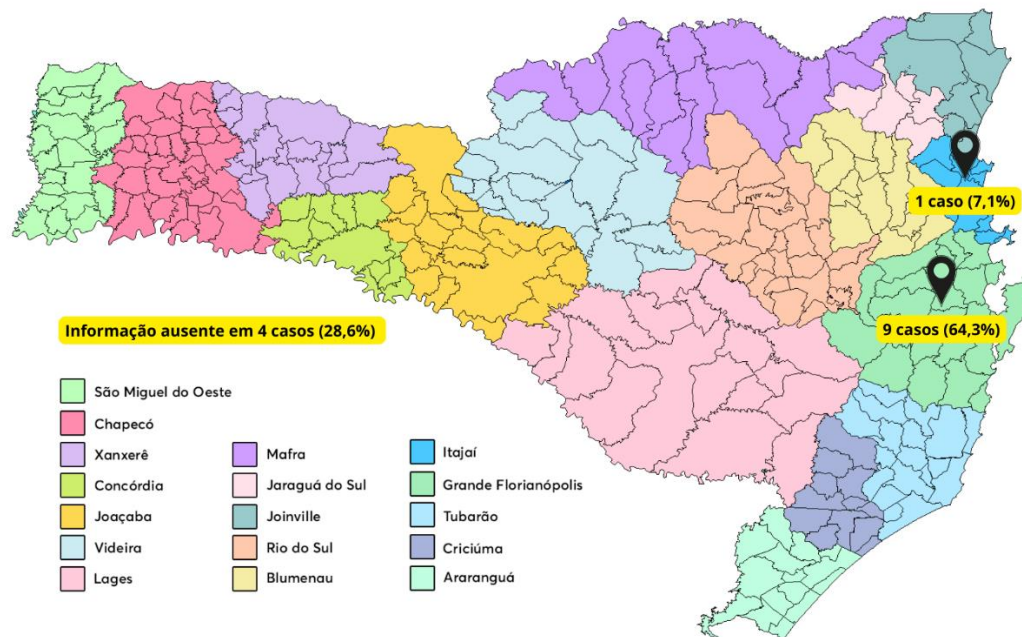 1 caso (7,1%)
9 casos (64,3%)
Informação ausente em 4 casos (28,6%)
São Miguel do Oeste
Chapecó
Xanxerê
Concórdia
Joaçaba
Videira
Lages
Mafra
Jaraguá do Sul
Joinville
Rio do Sul
Blumenau
Itajaí
Grande Florianópolis
Tubarão
Criciúma
Araranguá